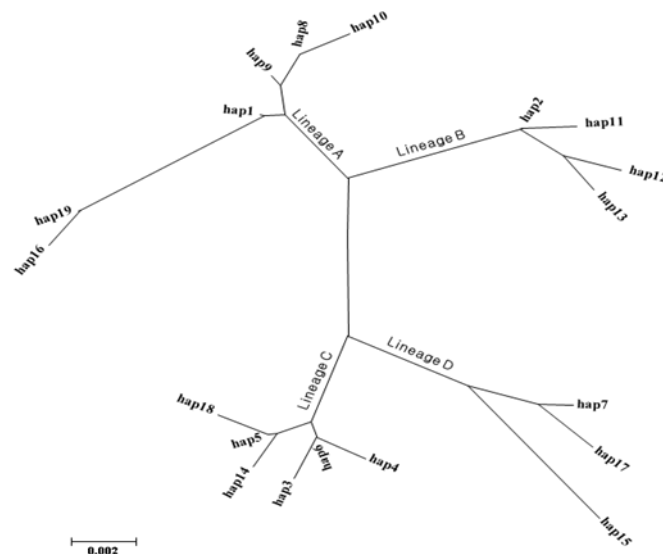 hap10
hap8
hap9
hap1
Lineage A
hap2
hap11
Lineage B
hap12
hap13
hap19
hap16
Lineage C
Lineage D
hap18
hap5
hap14
hap6
hap3
hap4
hap7
hap17
hap15
0.002